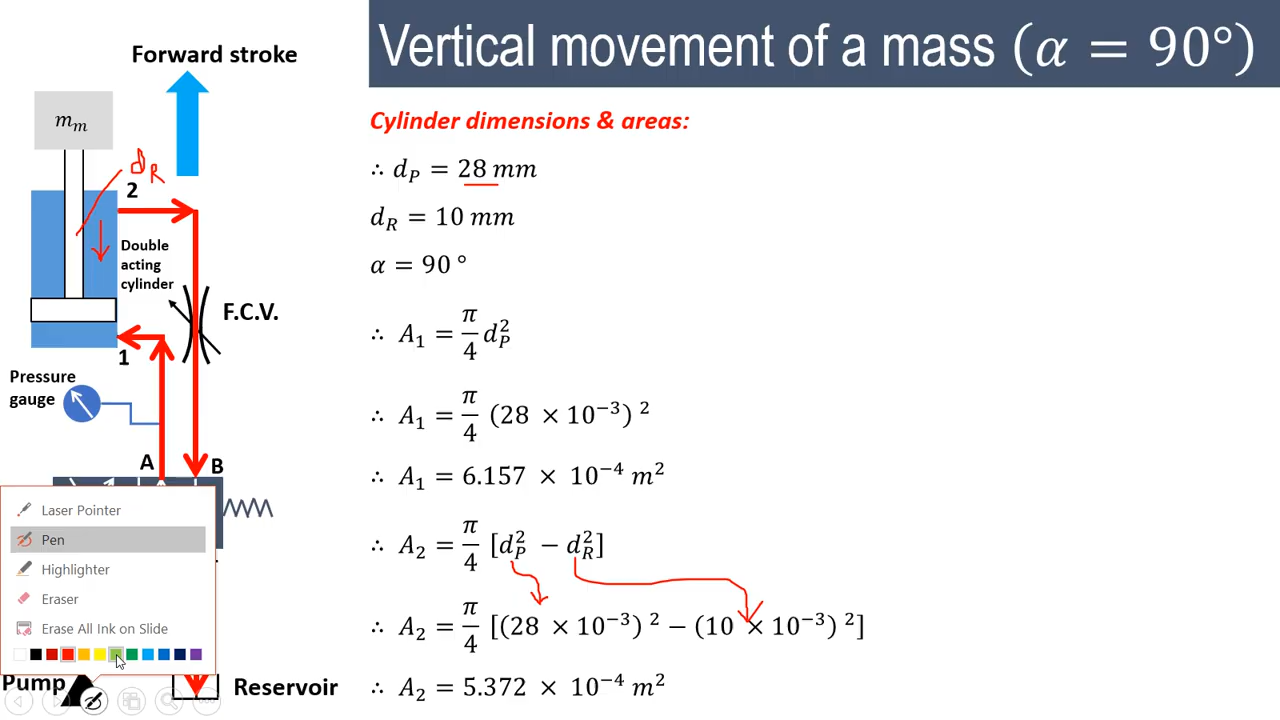 Vertical movement of a mass (α = 90°)
Forward stroke
m_m
d_R
2
Double
acting
cylinder
F.C.V.
1
Pressure
gauge
A
B
Laser Pointer
Pen
Highlighter
Eraser
Erase All Ink on Slide
Pump
Reservoir
Cylinder dimensions & areas:
∴ d_P = 28 mm
d_R = 10 mm
α = 90 °
∴ A_1 = π/4 d_P^2
∴ A_1 = π/4 (28 × 10^−3) ^2
∴ A_1 = 6.157 × 10^−4 m^2
∴ A_2 = π/4 [d_P^2 − d_R^2]
∴ A_2 = π/4 [(28 × 10^−3) ^2 − (10 × 10^−3) ^2]
∴ A_2 = 5.372 × 10^−4 m^2